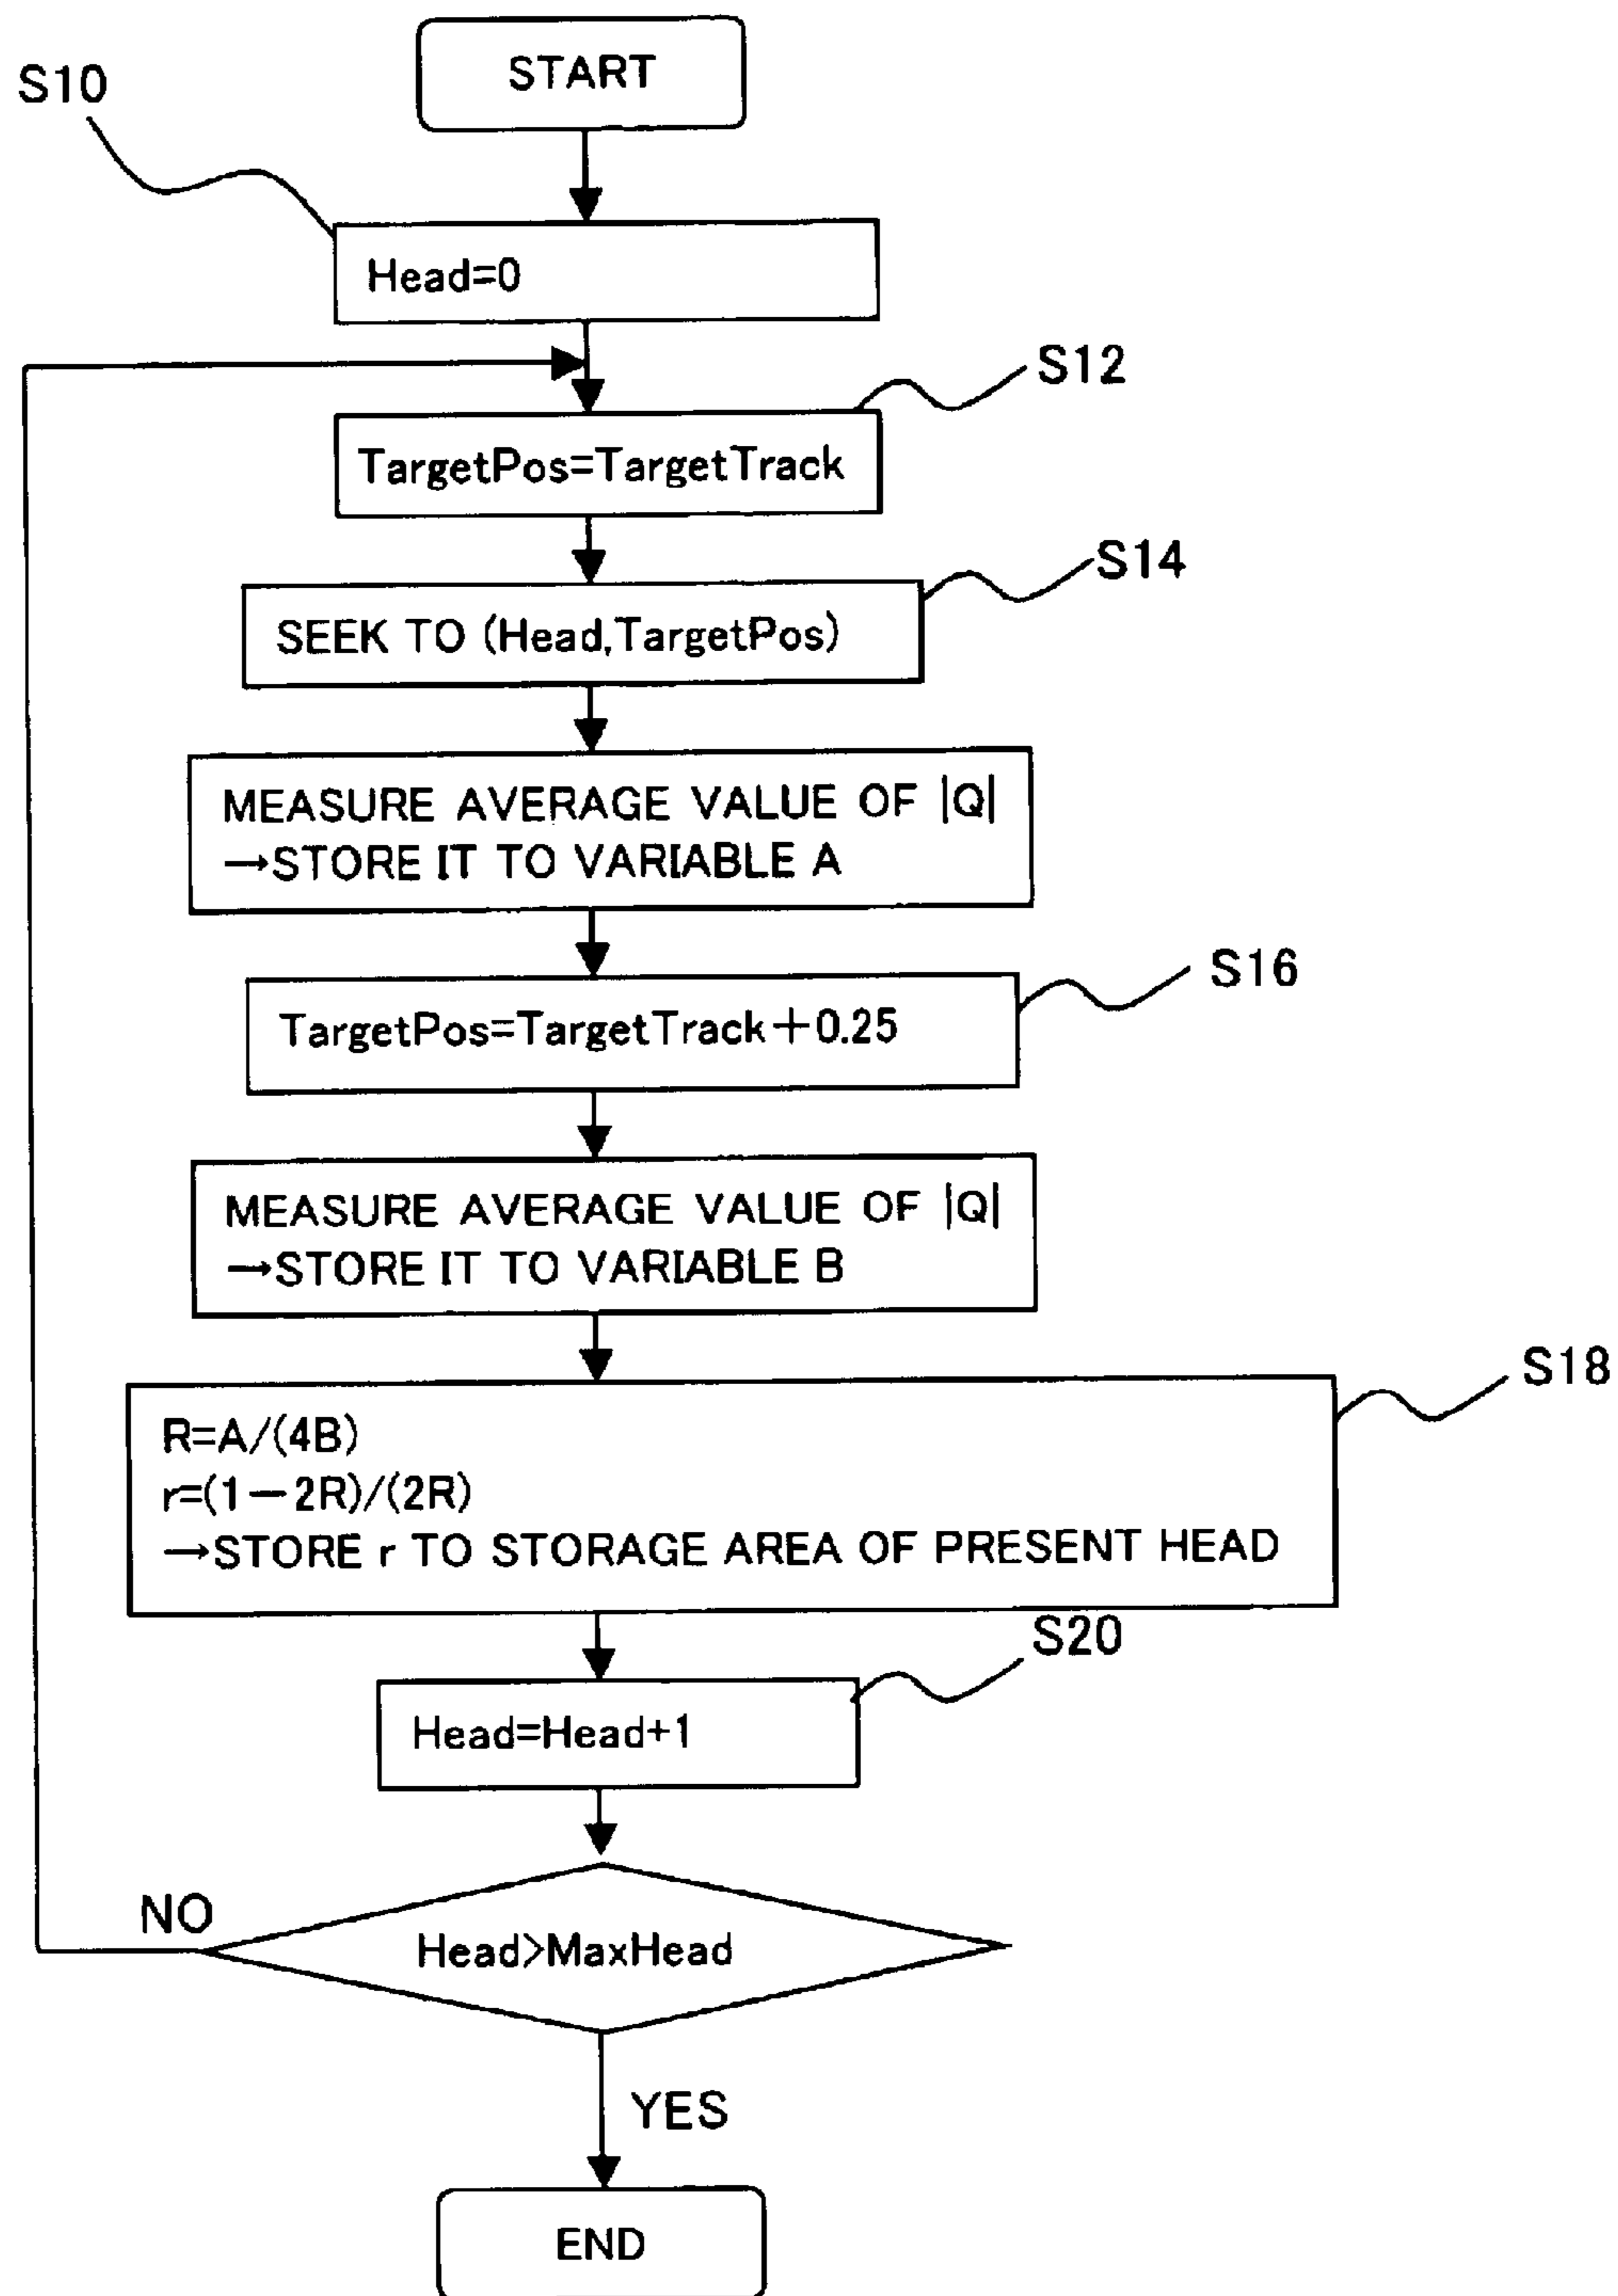 START
S10
Head=0
S12
TargetPos=TargetTrack
S14
SEEK TO (Head,TargetPos)
MEASURE AVERAGE VALUE OF |Q|
→STORE IT TO VARIABLE A
S16
TargetPos=TargetTrack+0.25
MEASURE AVERAGE VALUE OF |Q|
→STORE IT TO VARIABLE B
S18
R=A/(4B)
r=(1−2R)/(2R)
→STORE r TO STORAGE AREA OF PRESENT HEAD
S20
Head=Head+1
NO
Head>MaxHead
YES
END